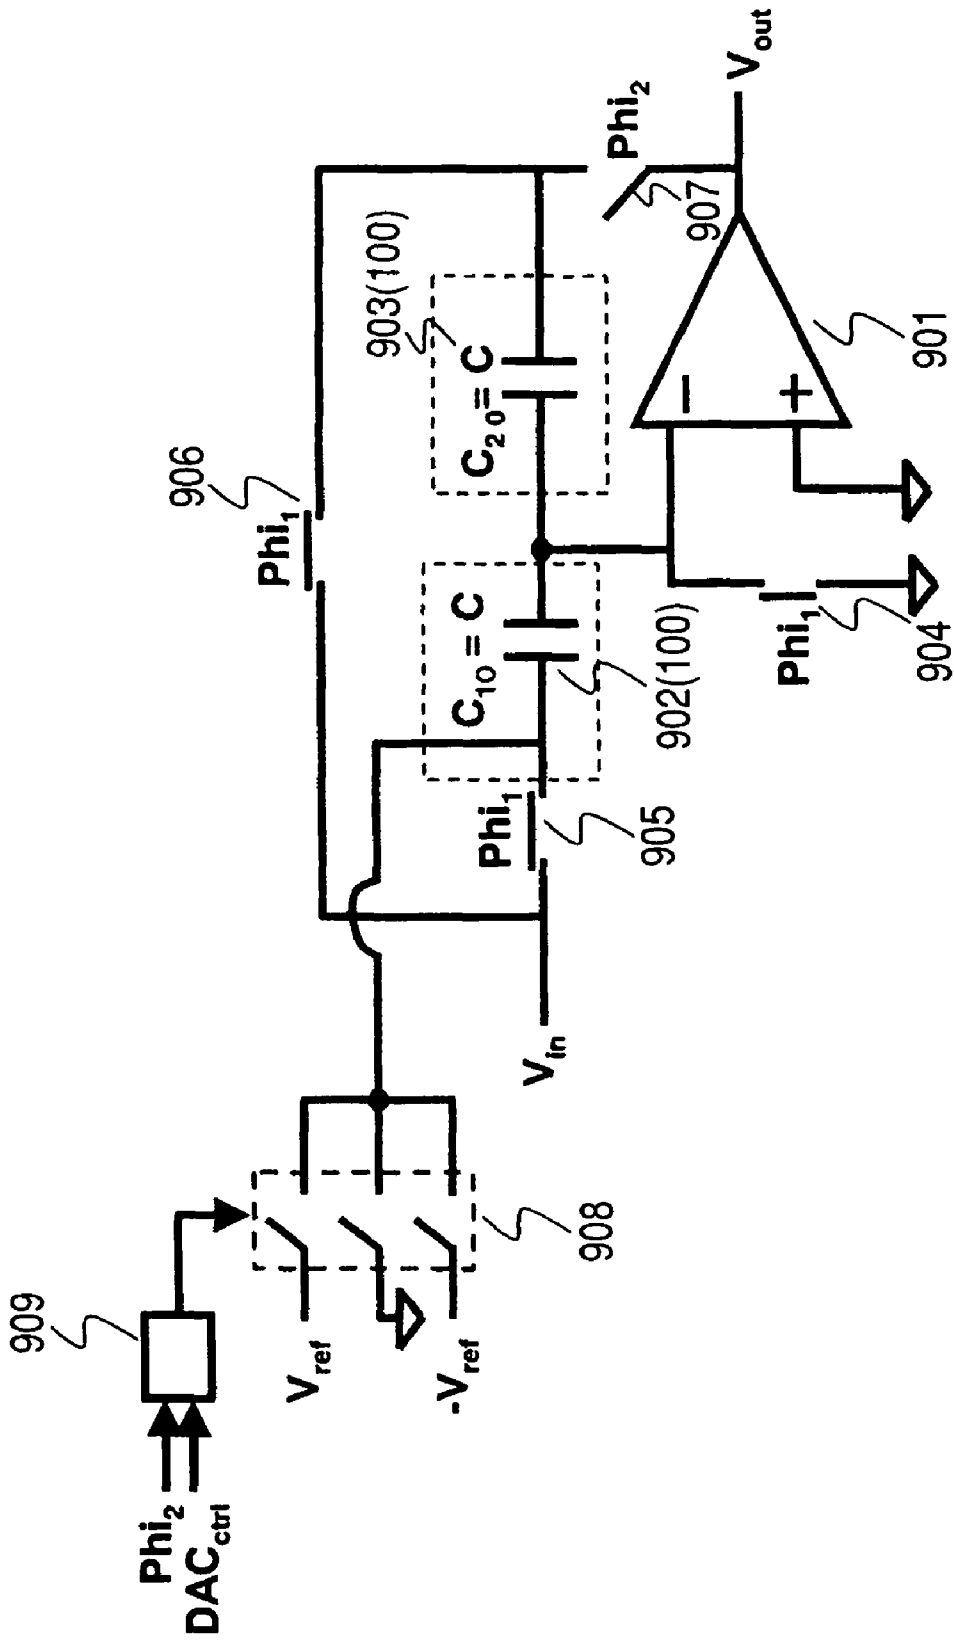 Phi2
DACctrl
909
Vref
-Vref
908
Vin
Phi1
905
Phi1
906
C10 = C
902(100)
C20 = C
903(100)
Phi1
904
−
+
901
Phi2
907
Vout